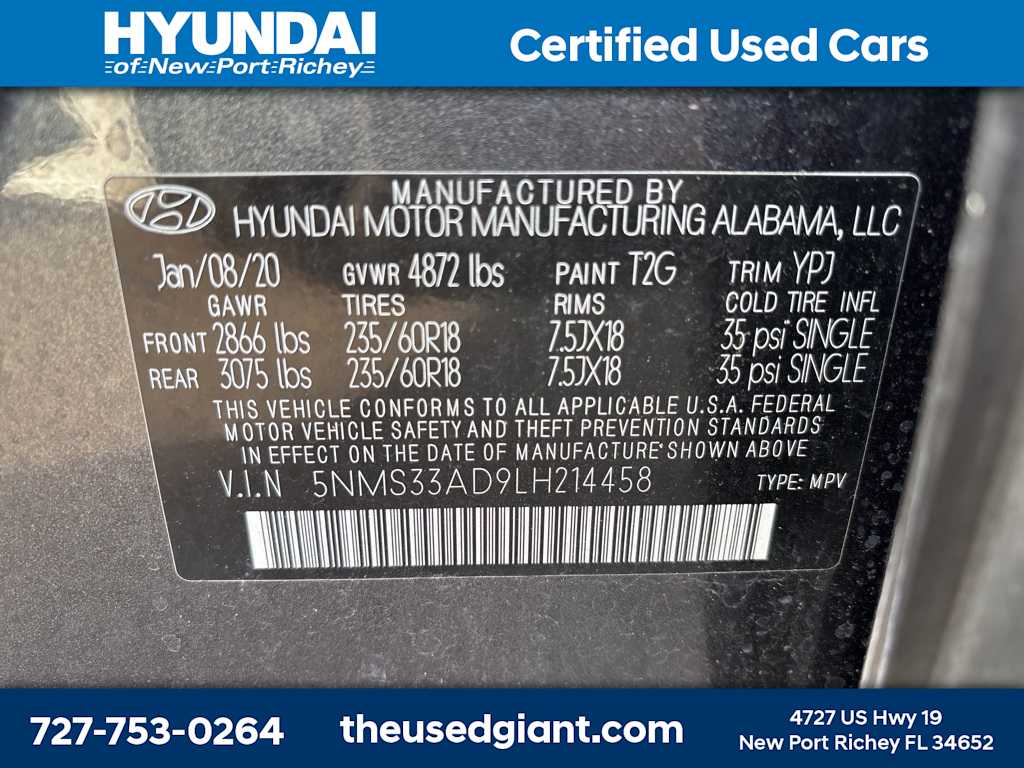 HYUNDAI
of New Port Richey
Certified Used Cars
MANUFACTURED BY
HYUNDAI MOTOR MANUFACTURING ALABAMA, LLC
Jan/08/20 GVWR 4872 lbs PAINT T2G TRIM YPJ
GAWR TIRES RIMS COLD TIRE INFL
FRONT 2866 lbs 235/60R18 7.5JX18 35 psi SINGLE
REAR 3075 lbs 235/60R18 7.5JX18 35 psi SINGLE
THIS VEHICLE CONFORMS TO ALL APPLICABLE U.S.A. FEDERAL
MOTOR VEHICLE SAFETY AND THEFT PREVENTION STANDARDS
IN EFFECT ON THE DATE OF MANUFACTURE SHOWN ABOVE
V.I.N 5NMS33AD9LH214458 TYPE: MPV
727-753-0264
theusedgiant.com
4727 US Hwy 19
New Port Richey FL 34652